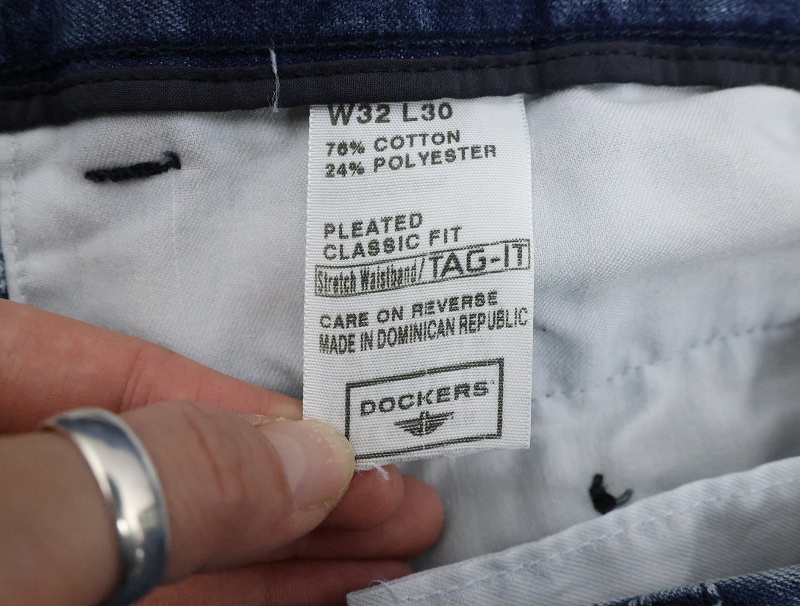 W32 L30
76% COTTON
24% POLYESTER
PLEATED
CLASSIC FIT
Stretch Waistband/TAG-IT
CARE ON REVERSE
MADE IN DOMINICAN REPUBLIC
DOCKERS